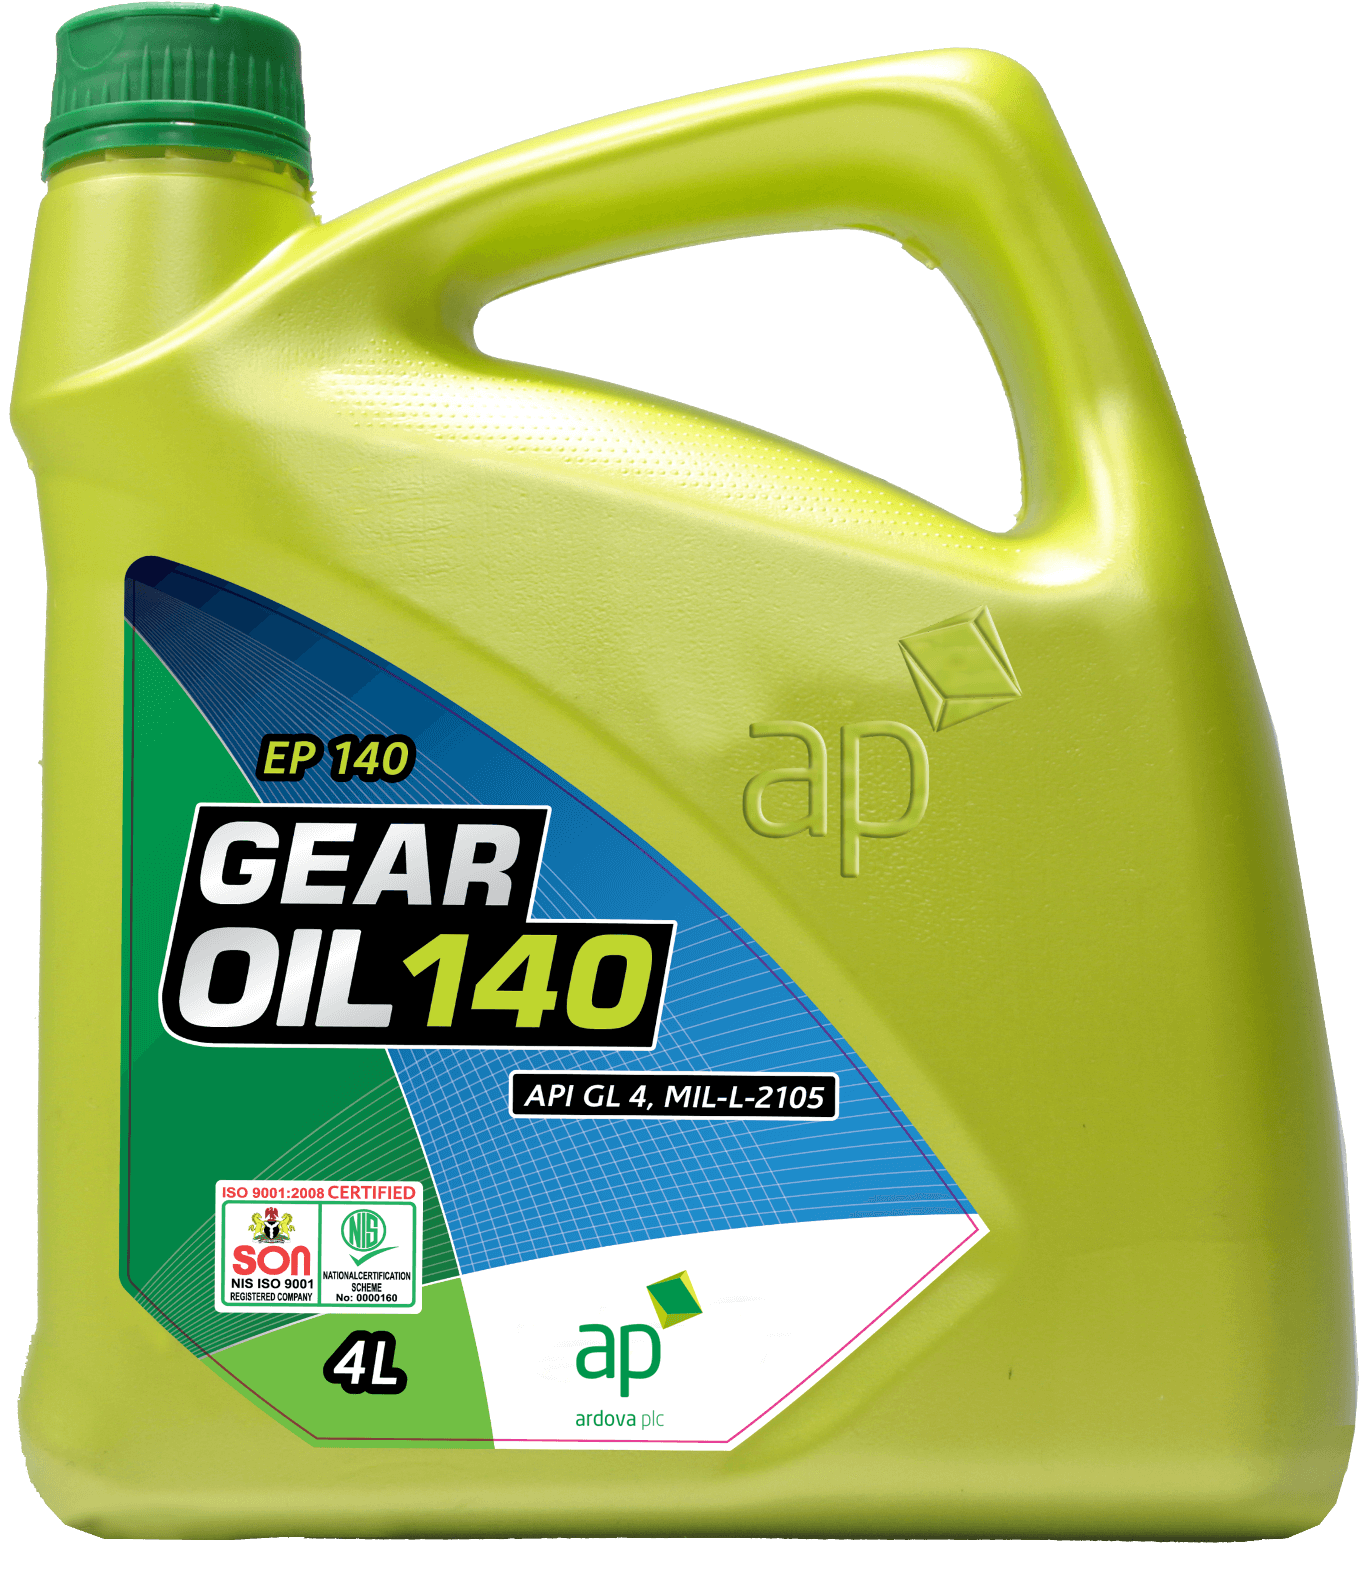 ap
EP 140
GEAR
OIL 140
API GL 4, MIL-L-2105
ISO 9001:2008 CERTIFIED
SON
NIS ISO 9001
REGISTERED COMPANY
NIS
NATIONALCERTIFICATION
SCHEME
No: 0000160
4L
ap
ardova plc